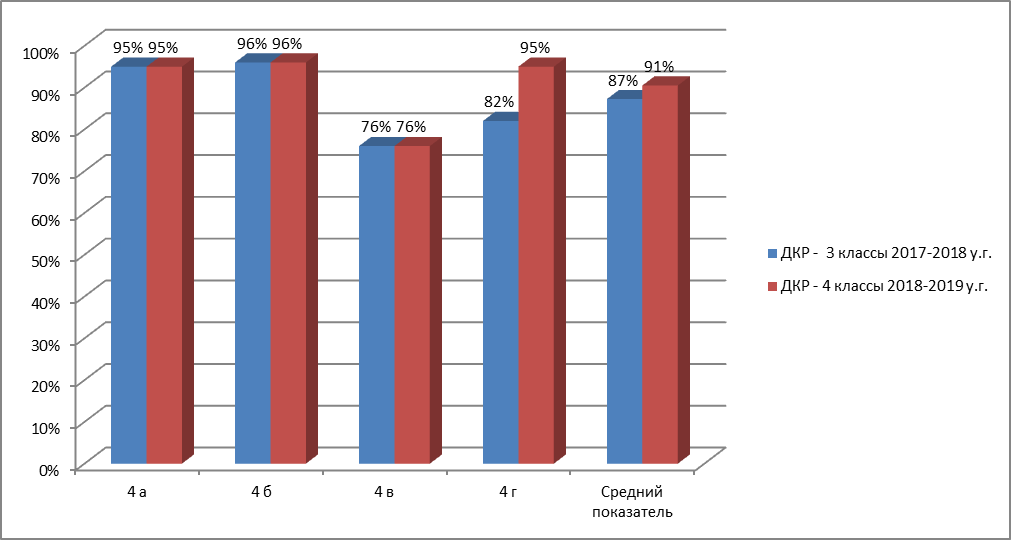 100%
90%
80%
70%
60%
50%
40%
30%
20%
10%
0%
95% 95%
96% 96%
76% 76%
82% 95%
87% 91%
4 а
4 б
4 в
4 г
Средний
показатель
ДКР - 3 классы 2017-2018 у.г.
ДКР - 4 классы 2018-2019 у.г.